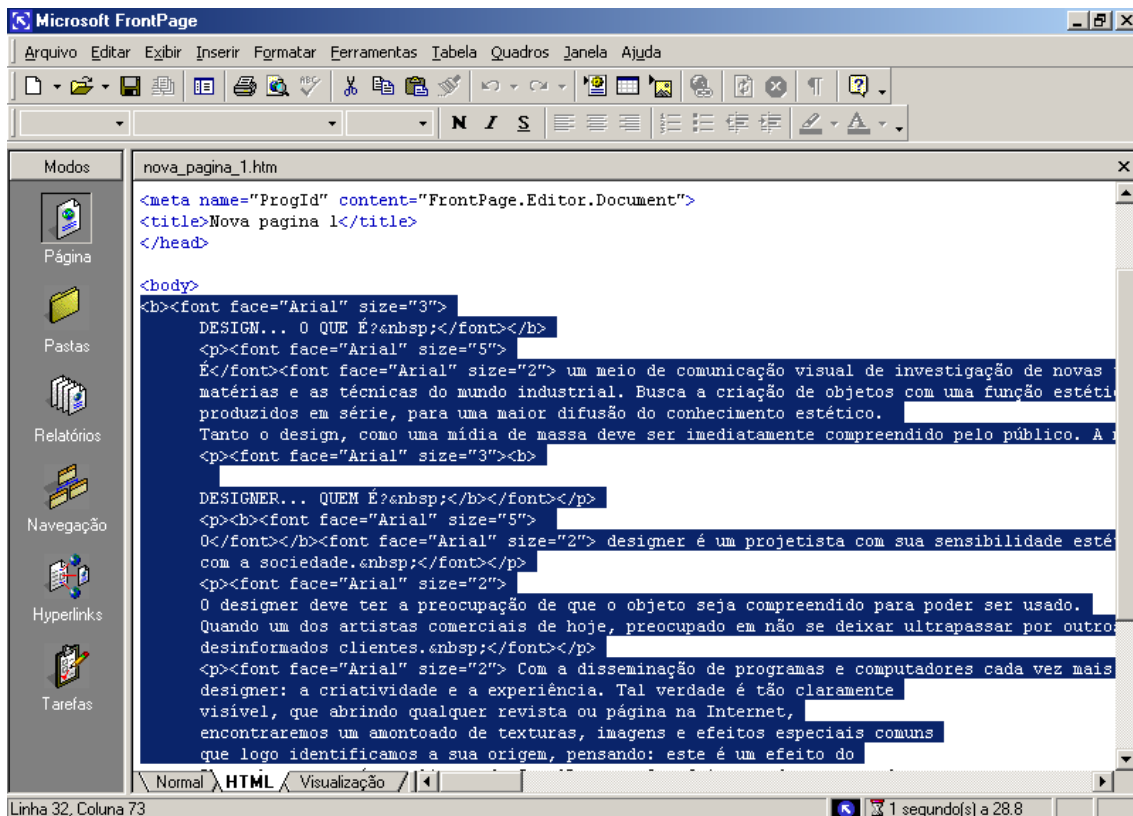 Microsoft FrontPage
Arquivo Editar Exibir Inserir Formatar Ferramentas Tabela Quadros Janela Ajuda
ABC
N I S
A
Modos
nova_pagina_1.htm
Página
Pastas
Relatórios
Navegação
Hyperlinks
Tarefas
<meta name="ProgId" content="FrontPage.Editor.Document">
<title>Nova pagina 1</title>
</head>
<body>
<b><font face="Arial" size="3">
DESIGN... O QUE É?&nbsp;</font></b>
<p><font face="Arial" size="5">
É</font><font face="Arial" size="2"> um meio de comunicação visual de investigação de novas
matérias e as técnicas do mundo industrial. Busca a criação de objetos com uma função estéti
produzidos em série, para uma maior difusão do conhecimento estético.
Tanto o design, como uma mídia de massa deve ser imediatamente compreendido pelo público. A
<p><font face="Arial" size="3"><b>
DESIGNER... QUEM É?&nbsp;</b></font></p>
<p><b><font face="Arial" size="5">
O</font></b><font face="Arial" size="2"> designer é um projetista com sua sensibilidade esté
com a sociedade.&nbsp;</font></p>
<p><font face="Arial" size="2">
O designer deve ter a preocupação de que o objeto seja compreendido para poder ser usado.
Quando um dos artistas comerciais de hoje, preocupado em não se deixar ultrapassar por outro
desinformados clientes.&nbsp;</font></p>
<p><font face="Arial" size="2"> Com a disseminação de programas e computadores cada vez mais
designer: a criatividade e a experiência. Tal verdade é tão claramente
visível, que abrindo qualquer revista ou página na Internet,
encontraremos um amontoado de texturas, imagens e efeitos especiais comuns
que logo identificamos a sua origem, pensando: este é um efeito do
Normal HTML Visualização
Linha 32, Coluna 73
1 segundo(s) a 28.8